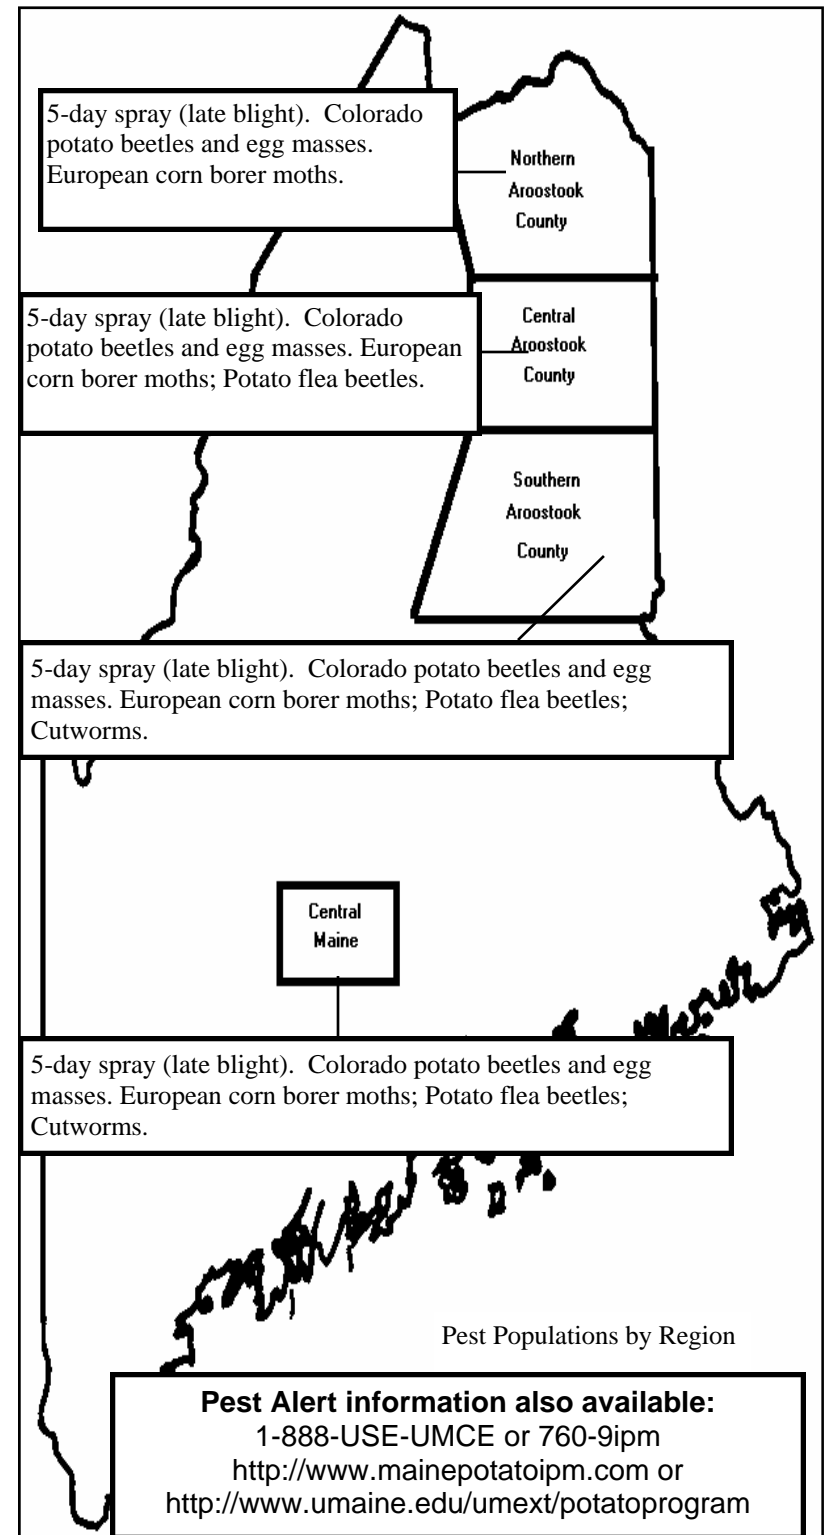 5-day spray (late blight).  Colorado
potato beetles and egg masses.
European corn borer moths.
Northern
Aroostook
County
5-day spray (late blight).  Colorado
potato beetles and egg masses. European
corn borer moths; Potato flea beetles.
Central
Aroostook
County
Southern
Aroostook
County
5-day spray (late blight).  Colorado potato beetles and egg
masses. European corn borer moths; Potato flea beetles;
Cutworms.
Central
Maine
5-day spray (late blight).  Colorado potato beetles and egg
masses. European corn borer moths; Potato flea beetles;
Cutworms.
Pest Populations by Region
Pest Alert information also available:
1-888-USE-UMCE or 760-9ipm
http://www.mainepotatoipm.com or
http://www.umaine.edu/umext/potatoprogram